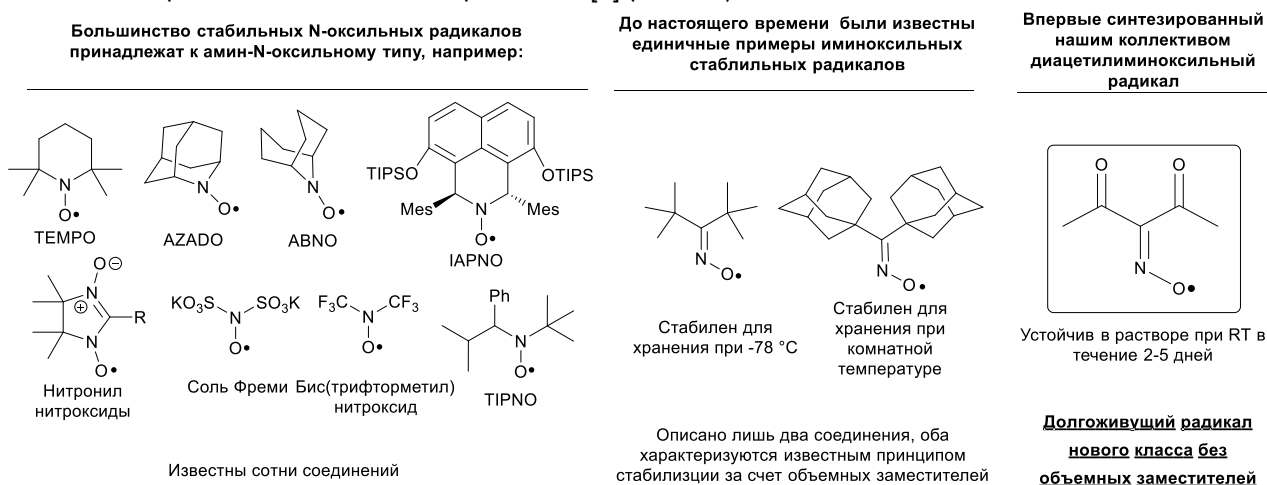 Большинство стабильных N-оксильных радикалов
принадлежат к амин-N-оксильному типу, например:
N
O•
TEMPO
N
O•
AZADO
N
O•
ABNO
TIPSO
OTIPS
Mes
N
Mes
O•
IAPNO
O⊖
N
⊕
R
N
O•
Нитронил
нитроксиды
KO₃S
SO₃K
N
O•
Соль Фреми
F₃C
CF₃
N
O•
Бис(трифторметил)
нитроксид
Ph
N
O•
TIPNO
Известны сотни соединений
До настоящего времени были известны
единичные примеры иминоксильных
стаблильных радикалов
N
O•
Стабилен для
хранения при -78 °C
N
O•
Стабилен для
хранения при
комнатной
температуре
Описано лишь два соединения, оба
характеризуются известным принципом
стабилизции за счет объемных заместителей
Впервые синтезированный
нашим коллективом
диацетилиминоксильный
радикал
O
O
N
O•
Устойчив в растворе при RT в
течение 2-5 дней
Долгоживущий радикал
нового класса без
объемных заместителей